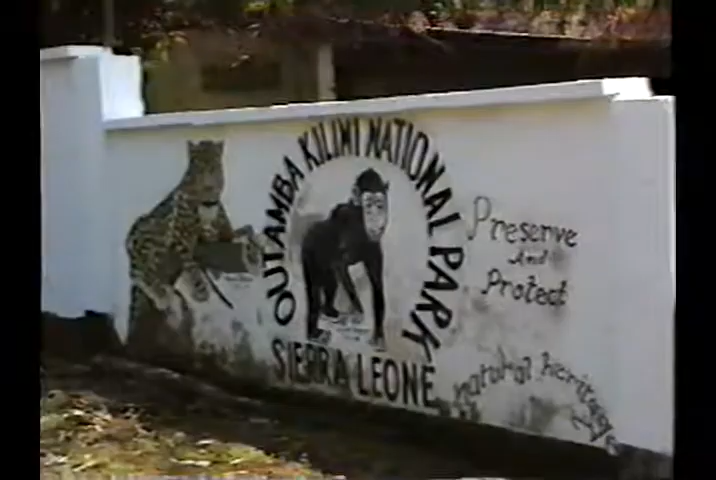 OUTAMBA KILIMI NATIONAL PARK
SIERRA LEONE
Preserve
And
Protect
natural heritage